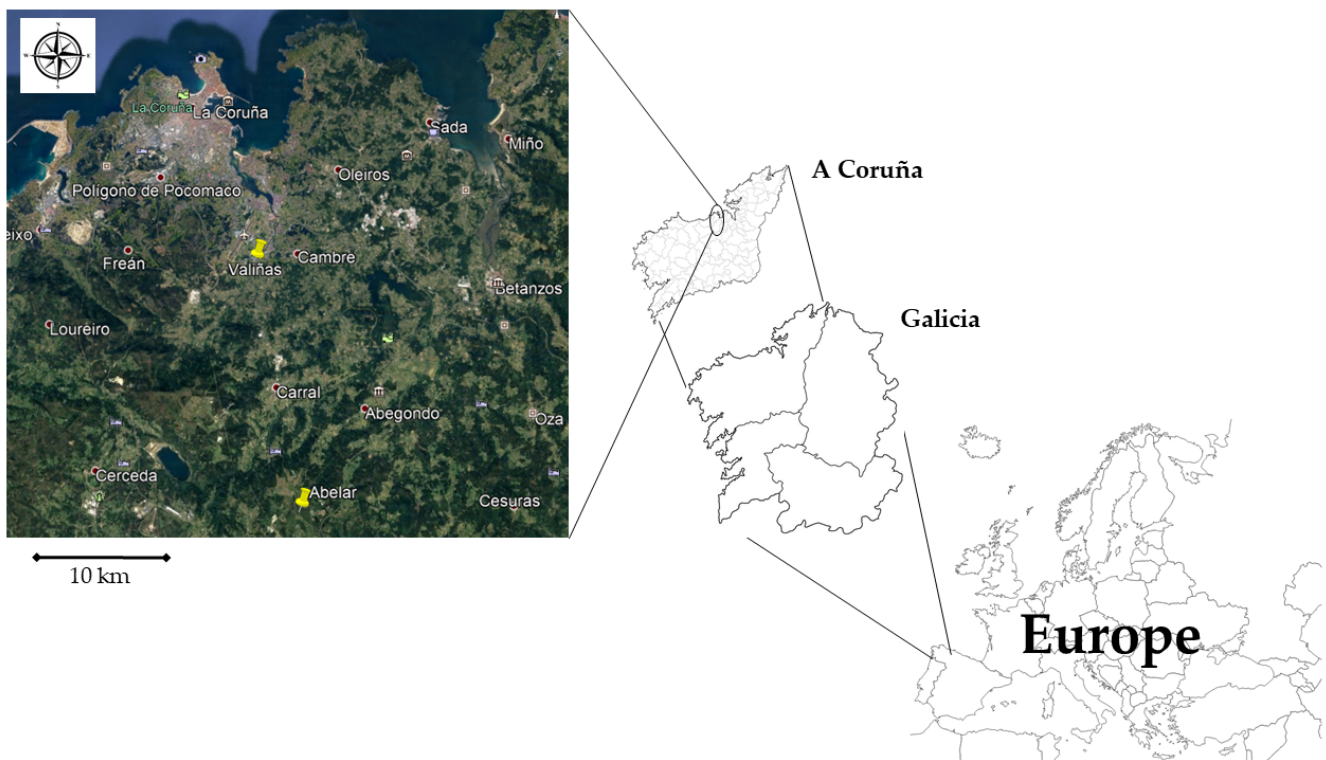 N
W
E
S
La Coruña
La Coruña
Sada
Miño
Oleiros
Polígono de Pocomaco
eixo
Freán
Valiñas
Cambre
Betanzos
Loureiro
Carral
Abegondo
Oza
Cerceda
Abelar
Cesuras
10 km
A Coruña
Galicia
Europe